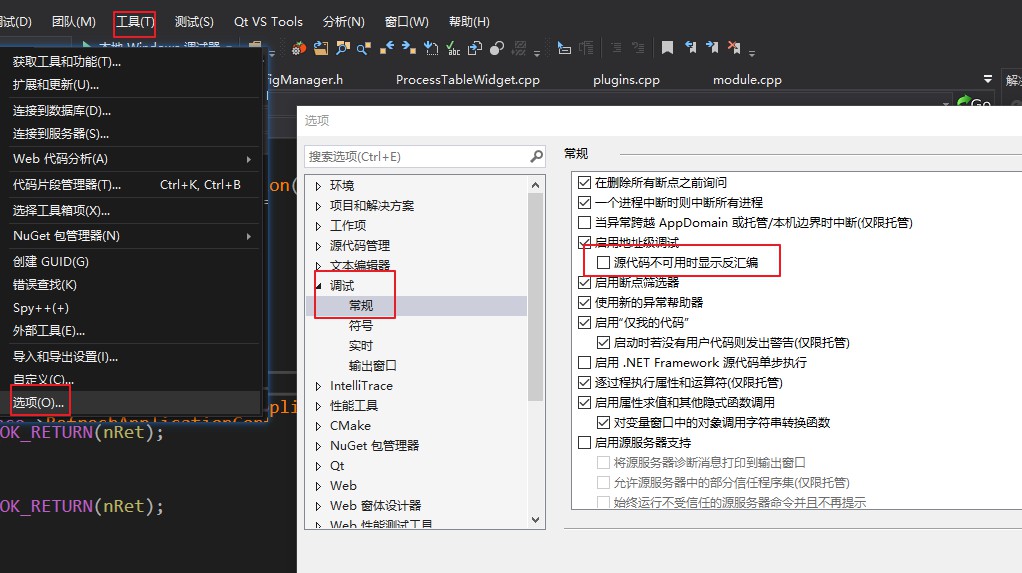 试(D) 团队(M) 工具(T) 测试(S) Qt VS Tools 分析(N) 窗口(W) 帮助(H)
igManager.h ProcessTableWidget.cpp plugins.cpp module.cpp
Go
获取工具和功能(T)...
扩展和更新(U)...
连接到数据库(D)...
连接到服务器(S)...
Web 代码分析(A)
代码片段管理器(T)... Ctrl+K, Ctrl+B
选择工具箱项(X)...
NuGet 包管理器(N)
创建 GUID(G)
错误查找(K)
Spy++(+)
外部工具(E)...
导入和导出设置(I)...
自定义(C)...
选项(O)...
on(
pli
OK_RETURN(nRet);
OK_RETURN(nRet);
选项
搜索选项(Ctrl+E)
环境
项目和解决方案
工作项
源代码管理
文本编辑器
调试
常规
符号
实时
输出窗口
IntelliTrace
性能工具
CMake
NuGet 包管理器
Qt
Web
Web 窗体设计器
Web 性能测试工具
常规
在删除所有断点之前询问
一个进程中断时则中断所有进程
当异常跨越 AppDomain 或托管/本机边界时中断(仅限托管)
启用地址级调试
源代码不可用时显示反汇编
启用断点筛选器
使用新的异常帮助器
启用“仅我的代码”
启动时若没有用户代码则发出警告(仅限托管)
启用 .NET Framework 源代码单步执行
逐过程执行属性和运算符(仅限托管)
启用属性求值和其他隐式函数调用
对变量窗口中的对象调用字符串转换函数
启用源服务器支持
将源服务器诊断消息打印到输出窗口
允许源服务器中的部分信任程序集(仅限托管)
始终运行不受信任的源服务器命令并且不再提示